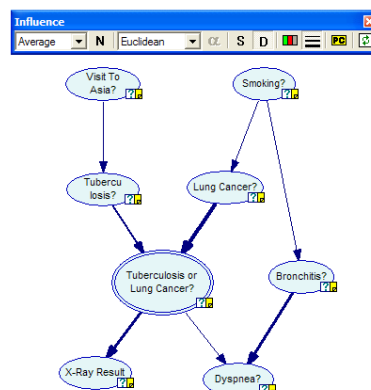 Influence
Average N Euclidean α S D PC
Visit To
Asia?
Smoking?
Tubercu
losis?
Lung Cancer?
Tuberculosis or
Lung Cancer?
Bronchitis?
X-Ray Result
Dyspnea?